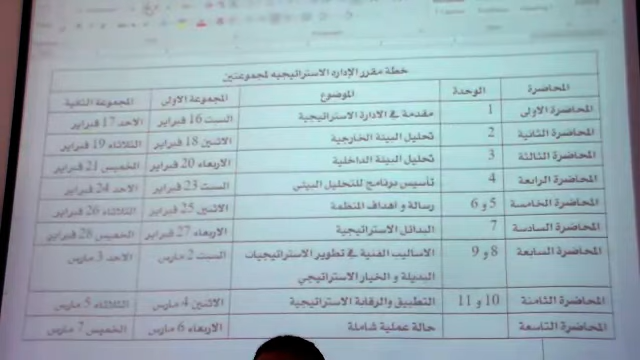 خطة مقرر الإدارة الاستراتيجية لمجموعتين
المحاضرة الوحدة الموضوع المجموعة الاولى المجموعة الثانية
المحاضرة الاولى 1 مقدمة في الادارة الاستراتيجية السبت 16 فبراير الاحد 17 فبراير
المحاضرة الثانية 2 تحليل البيئة الخارجية الاثنين 18 فبراير الثلاثاء 19 فبراير
المحاضرة الثالثة 3 تحليل البيئة الداخلية الاربعاء 20 فبراير الخميس 21 فبراير
المحاضرة الرابعة 4 تأسيس برنامج للتحليل البيئي السبت 23 فبراير الاحد 24 فبراير
المحاضرة الخامسة 5 و 6 رسالة و اهداف المنظمة الاثنين 25 فبراير الثلاثاء 26 فبراير
المحاضرة السادسة 7 البدائل الاستراتيجية الاربعاء 27 فبراير الخميس 28 فبراير
المحاضرة السابعة 8 و 9 الاساليب الفنية في تطوير الاستراتيجيات السبت 2 مارس الاحد 3 مارس
البديلة و الخيار الاستراتيجي
المحاضرة الثامنة 10 و 11 التطبيق والرقابة الاستراتيجية الاثنين 4 مارس الثلاثاء 5 مارس
المحاضرة التاسعة حالة عملية شاملة الاربعاء 6 مارس الخميس 7 مارس